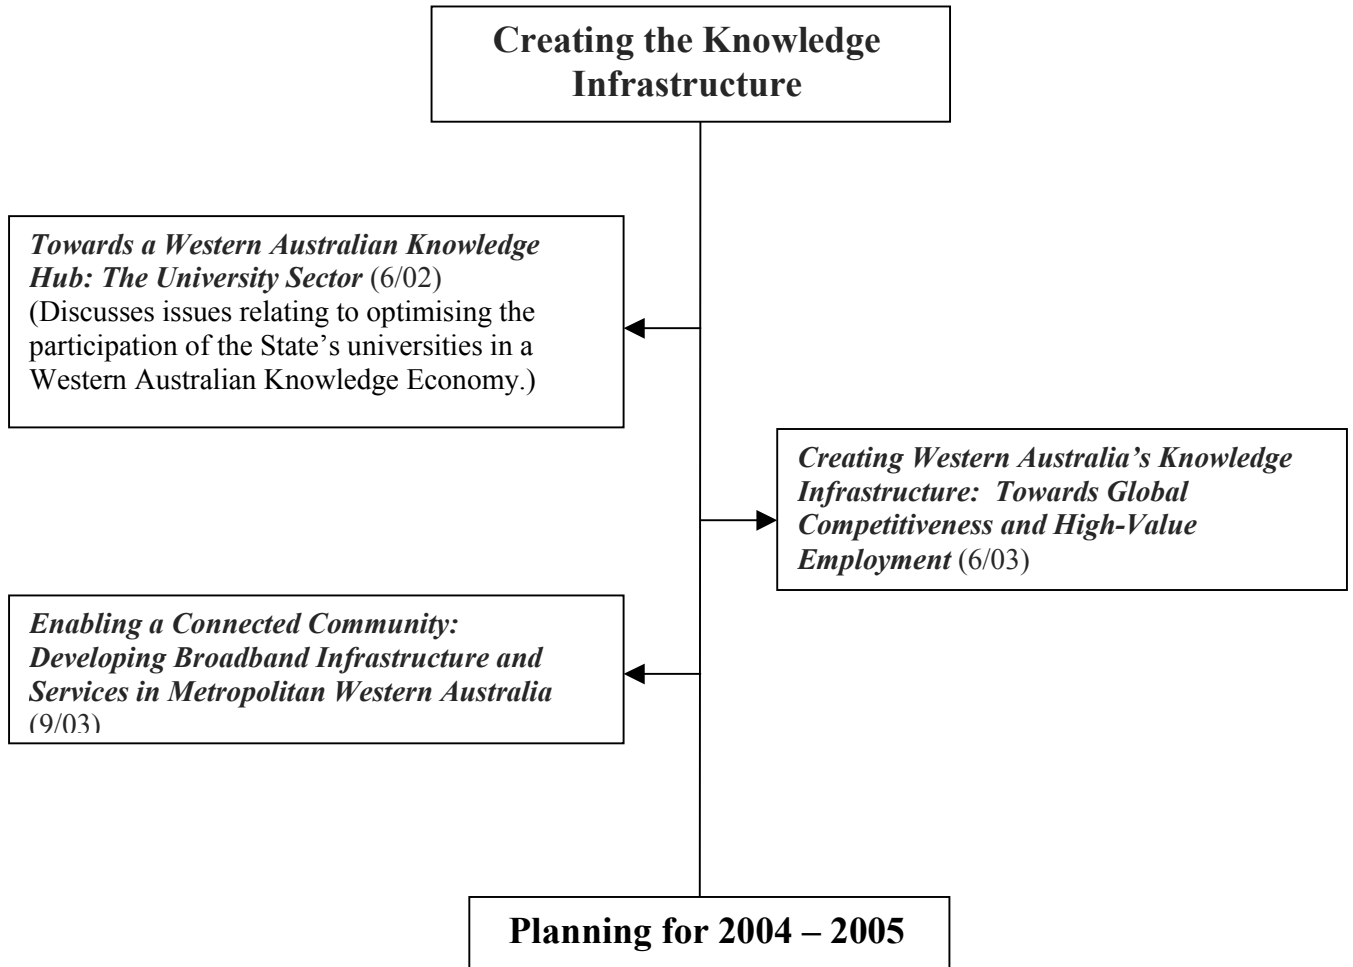 Creating the Knowledge
Infrastructure
Towards a Western Australian Knowledge
Hub: The University Sector (6/02)
(Discusses issues relating to optimising the
participation of the State’s universities in a
Western Australian Knowledge Economy.)
Creating Western Australia’s Knowledge
Infrastructure:  Towards Global
Competitiveness and High-Value
Employment (6/03)
Enabling a Connected Community:
Developing Broadband Infrastructure and
Services in Metropolitan Western Australia
(9/03)
Planning for 2004 – 2005